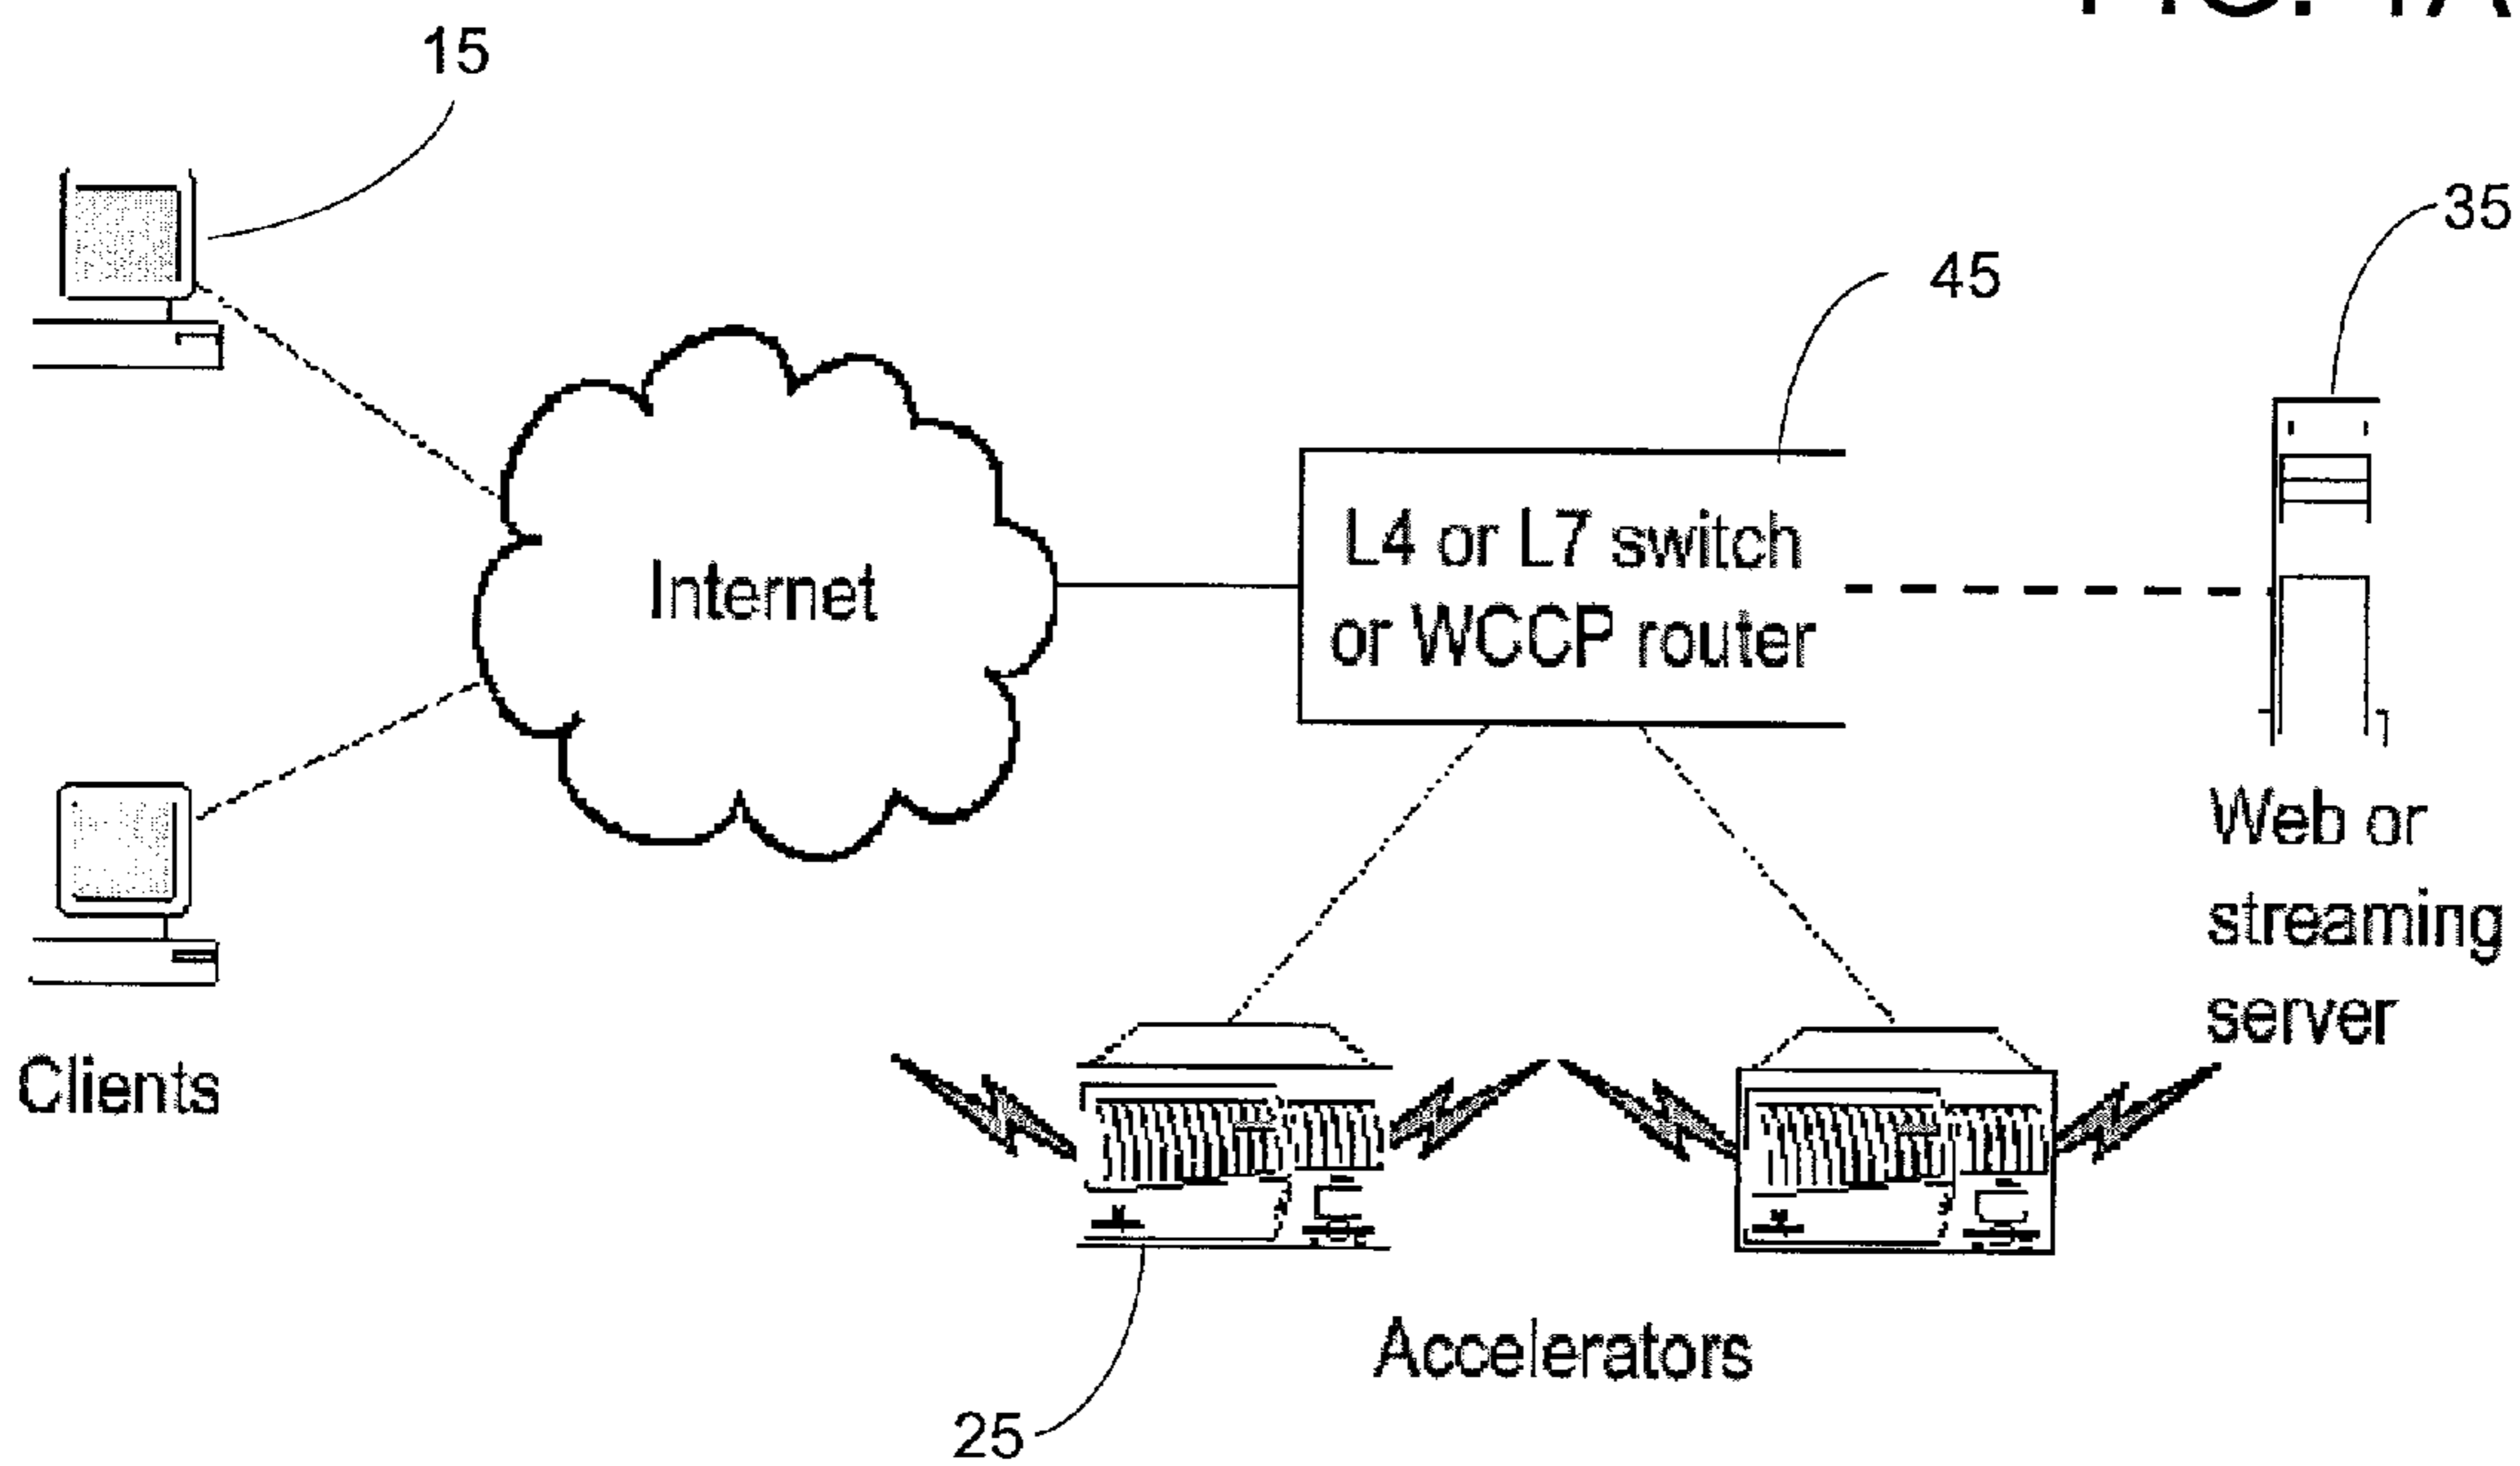 15
35
45
L4 or L7 switch
or WCCP router
Internet
Web or
streaming
server
Clients
Accelerators
25